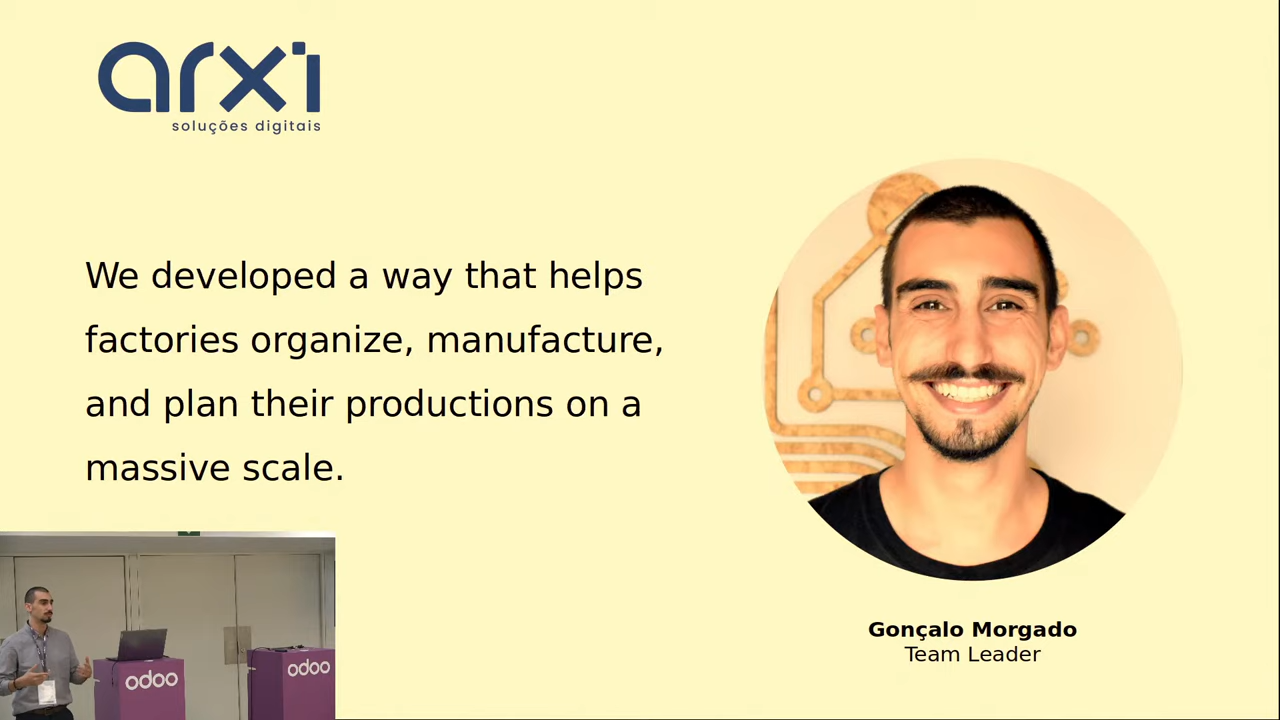 arxi
soluções digitais
We developed a way that helps
factories organize, manufacture,
and plan their productions on a
massive scale.
Gonçalo Morgado
Team Leader
odoo
odoo